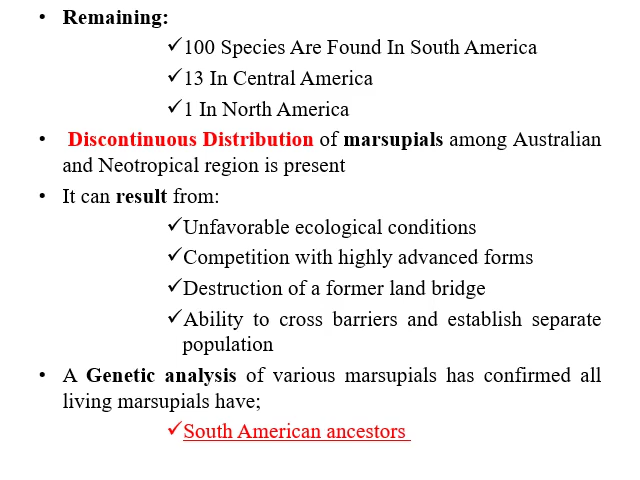 • Remaining:
✓100 Species Are Found In South America
✓13 In Central America
✓1 In North America
• Discontinuous Distribution of marsupials among Australian
and Neotropical region is present
• It can result from:
✓Unfavorable ecological conditions
✓Competition with highly advanced forms
✓Destruction of a former land bridge
✓Ability to cross barriers and establish separate
population
• A Genetic analysis of various marsupials has confirmed all
living marsupials have;
✓South American ancestors